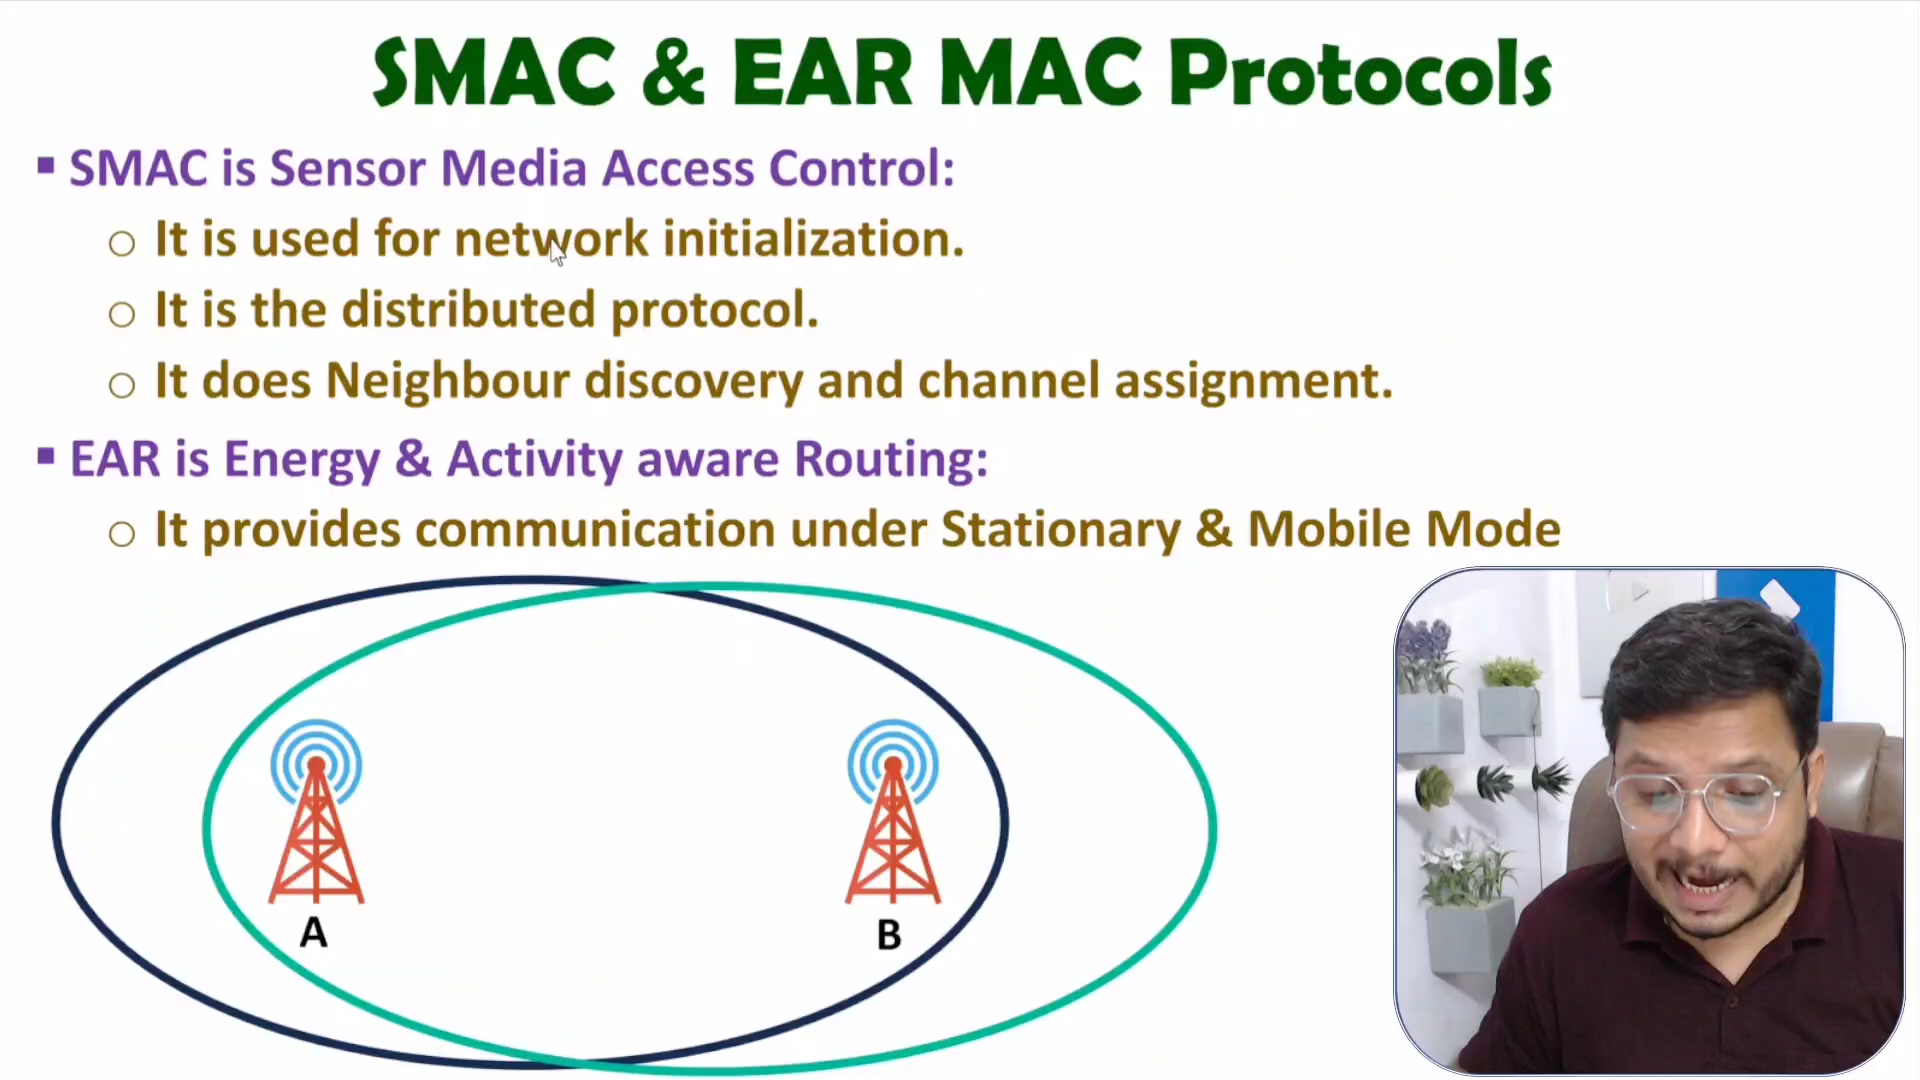 SMAC & EAR MAC Protocols
SMAC is Sensor Media Access Control:
It is used for network initialization.
It is the distributed protocol.
It does Neighbour discovery and channel assignment.
EAR is Energy & Activity aware Routing:
It provides communication under Stationary & Mobile Mode
A
B